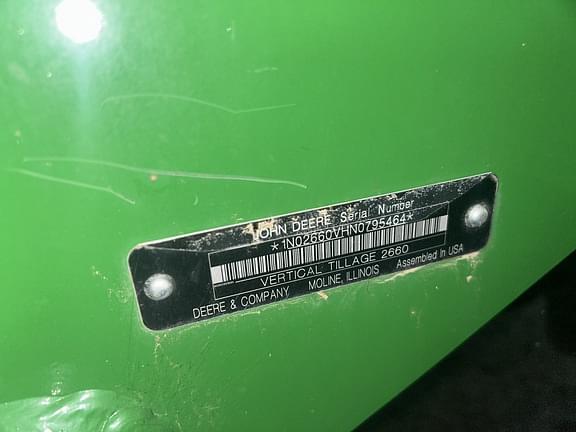 JOHN DEERE Serial Number
*1N02660VHN0795464*
VERTICAL TILLAGE 2660
DEERE & COMPANY MOLINE, ILLINOIS Assembled In USA